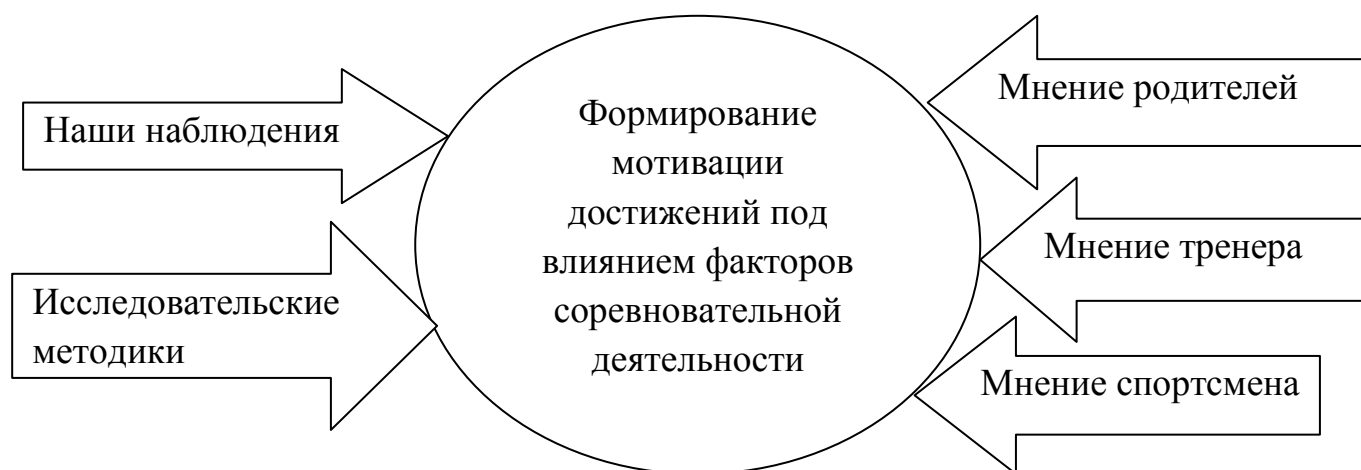 Наши наблюдения
Исследовательские
методики
Формирование
мотивации
достижений под
влиянием факторов
соревновательной
деятельности
Мнение родителей
Мнение тренера
Мнение спортсмена